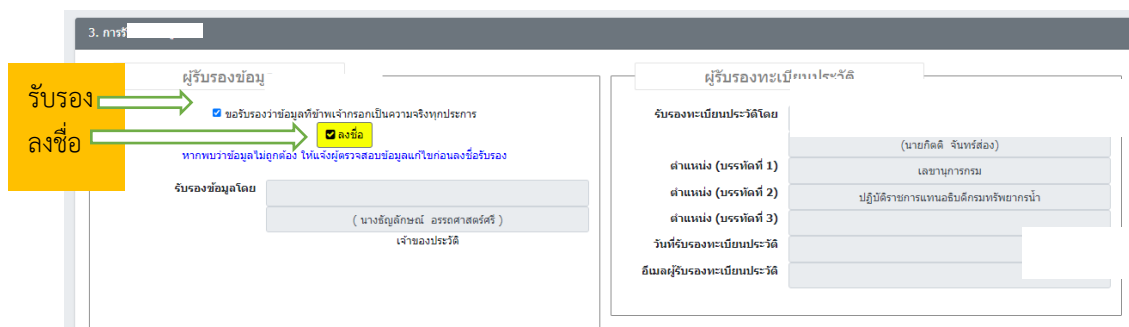 3. การรั
ผู้รับรองข้อมู
รับรอง
ลงชื่อ
ขอรับรองว่าข้อมูลที่ข้าพเจ้ากรอกเป็นความจริงทุกประการ
ลงชื่อ
หากพบว่าข้อมูลไม่ถูกต้อง ให้แจ้งผู้ตรวจสอบข้อมูลแก้ไขก่อนลงชื่อรับรอง
รับรองข้อมูลโดย
( นางธัญลักษณ์ อรรถศาสตร์ศรี )
เจ้าของประวัติ
ผู้รับรองทะเบียนประวัติ
รับรองทะเบียนประวัติโดย
(นายกิตติ จันทร์ส่อง)
ตำแหน่ง (บรรทัดที่ 1)
เลขานุการกรม
ตำแหน่ง (บรรทัดที่ 2)
ปฏิบัติราชการแทนอธิบดีกรมทรัพยากรน้ำ
ตำแหน่ง (บรรทัดที่ 3)
วันที่รับรองทะเบียนประวัติ
อีเมลผู้รับรองทะเบียนประวัติ